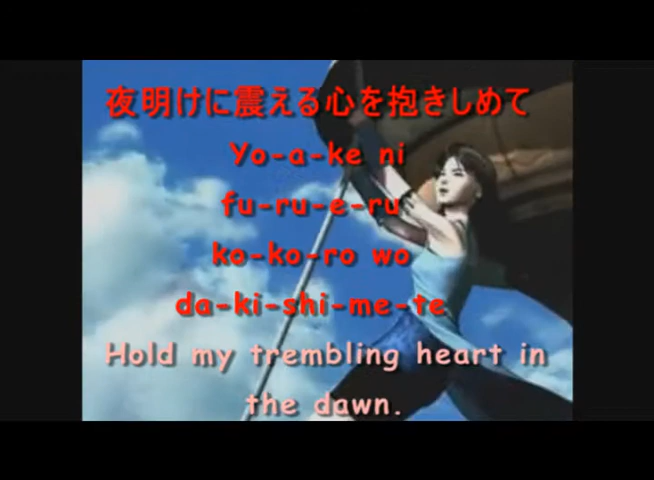 夜明けに震える心を抱きしめて
Yo-a-ke ni
fu-ru-e-ru
ko-ko-ro wo
da-ki-shi-me-te
Hold my trembling heart in
the dawn.